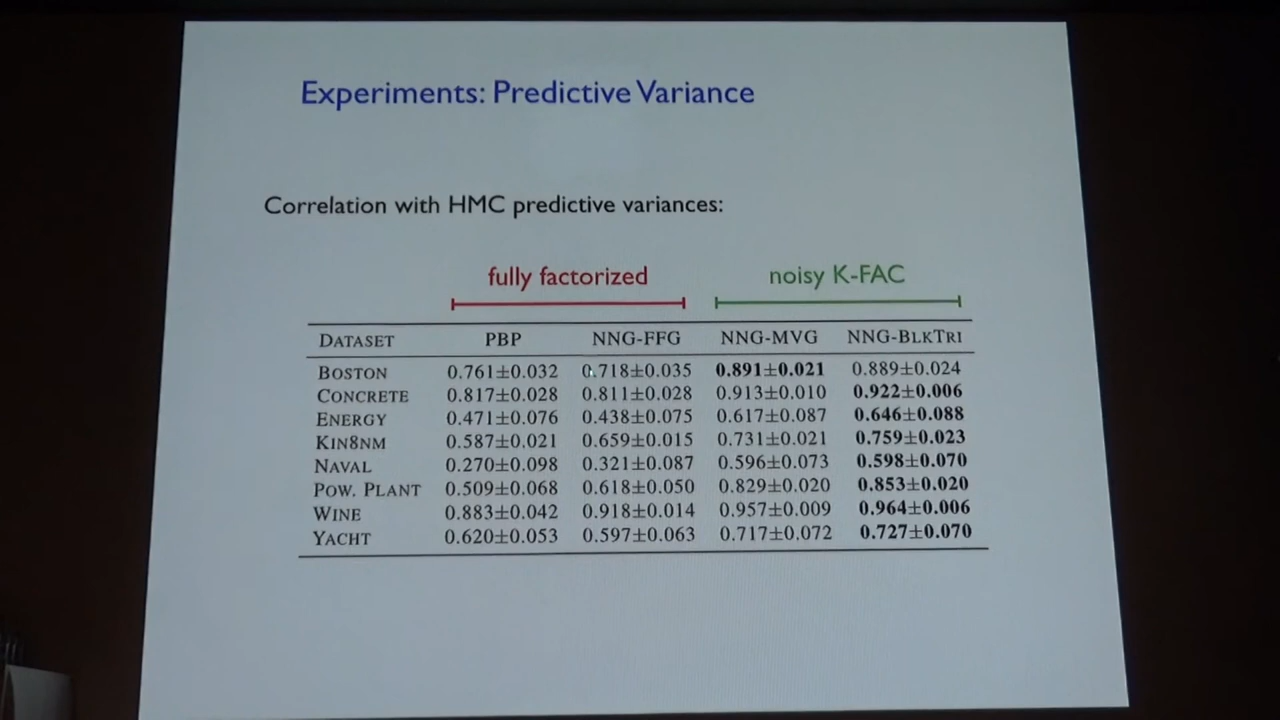 Experiments: Predictive Variance
Correlation with HMC predictive variances:
fully factorized noisy K-FAC
DATASET PBP NNG-FFG NNG-MVG NNG-BLKTRI
BOSTON 0.761±0.032 0.718±0.035 0.891±0.021 0.889±0.024
CONCRETE 0.817±0.028 0.811±0.028 0.913±0.010 0.922±0.006
ENERGY 0.471±0.076 0.438±0.075 0.617±0.087 0.646±0.088
KIN8NM 0.587±0.021 0.659±0.015 0.731±0.021 0.759±0.023
NAVAL 0.270±0.098 0.321±0.087 0.596±0.073 0.598±0.070
POW. PLANT 0.509±0.068 0.618±0.050 0.829±0.020 0.853±0.020
WINE 0.883±0.042 0.918±0.014 0.957±0.009 0.964±0.006
YACHT 0.620±0.053 0.597±0.063 0.717±0.072 0.727±0.070